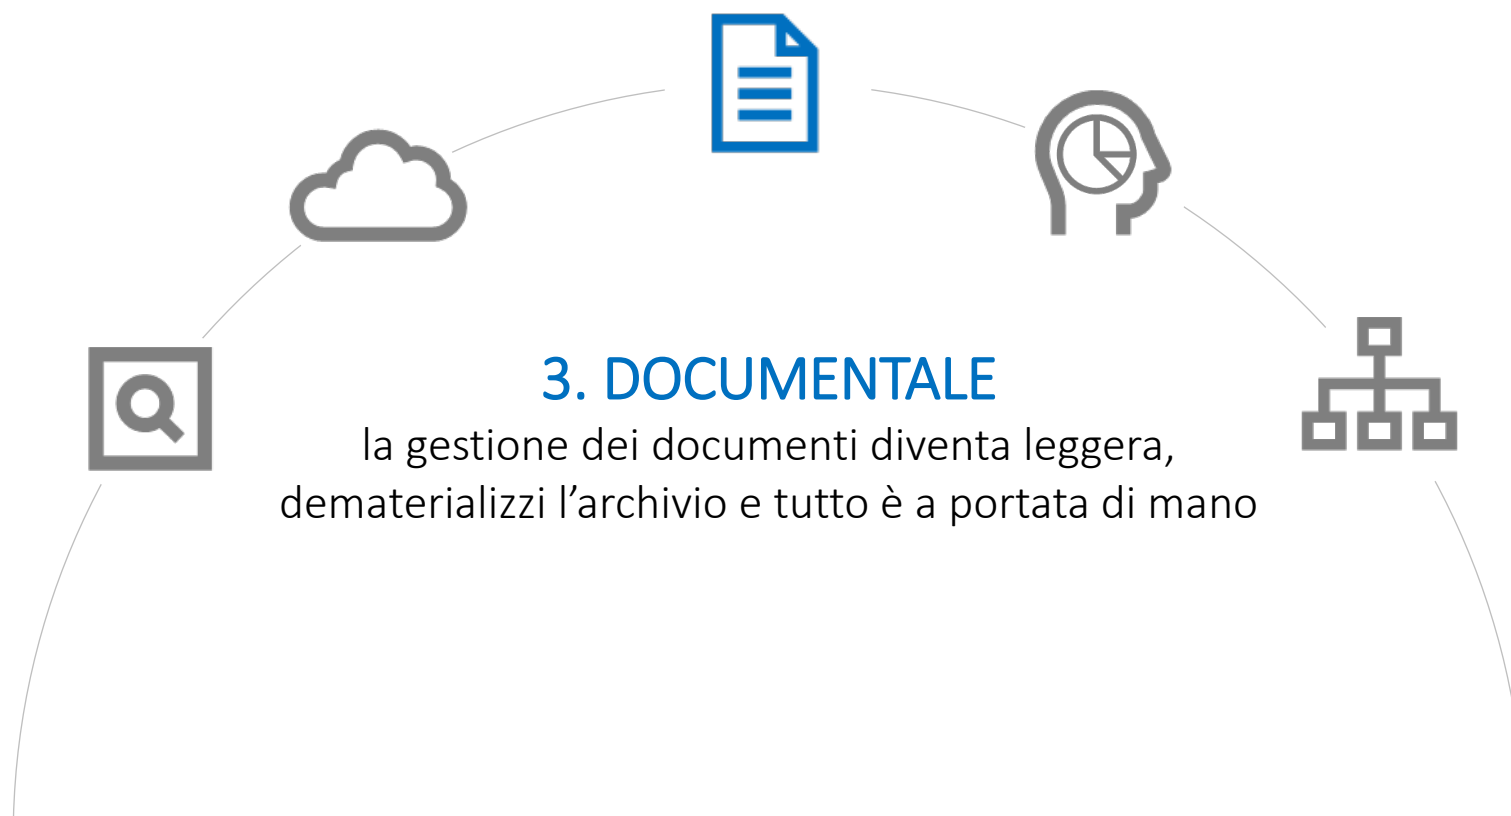 3. DOCUMENTALE
la gestione dei documenti diventa leggera,
dematerializzi l’archivio e tutto è a portata di mano